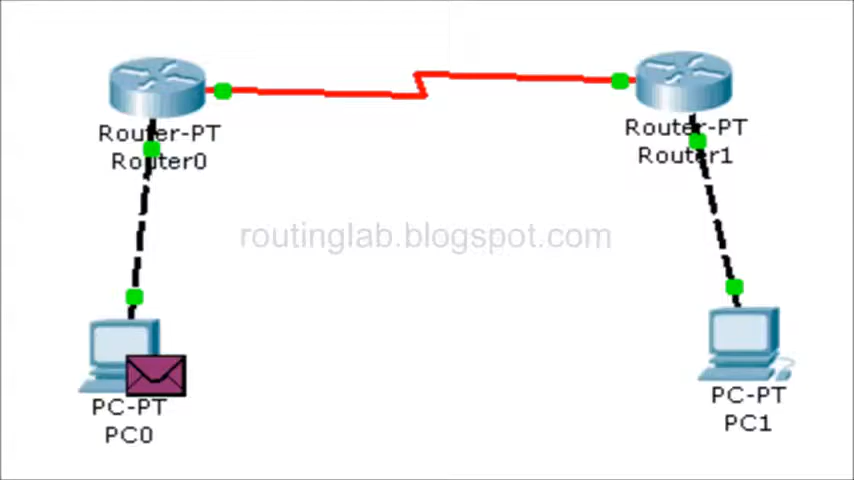 Router-PT
Router0
Router-PT
Router1
routinglab.blogspot.com
PC-PT
PC0
PC-PT
PC1